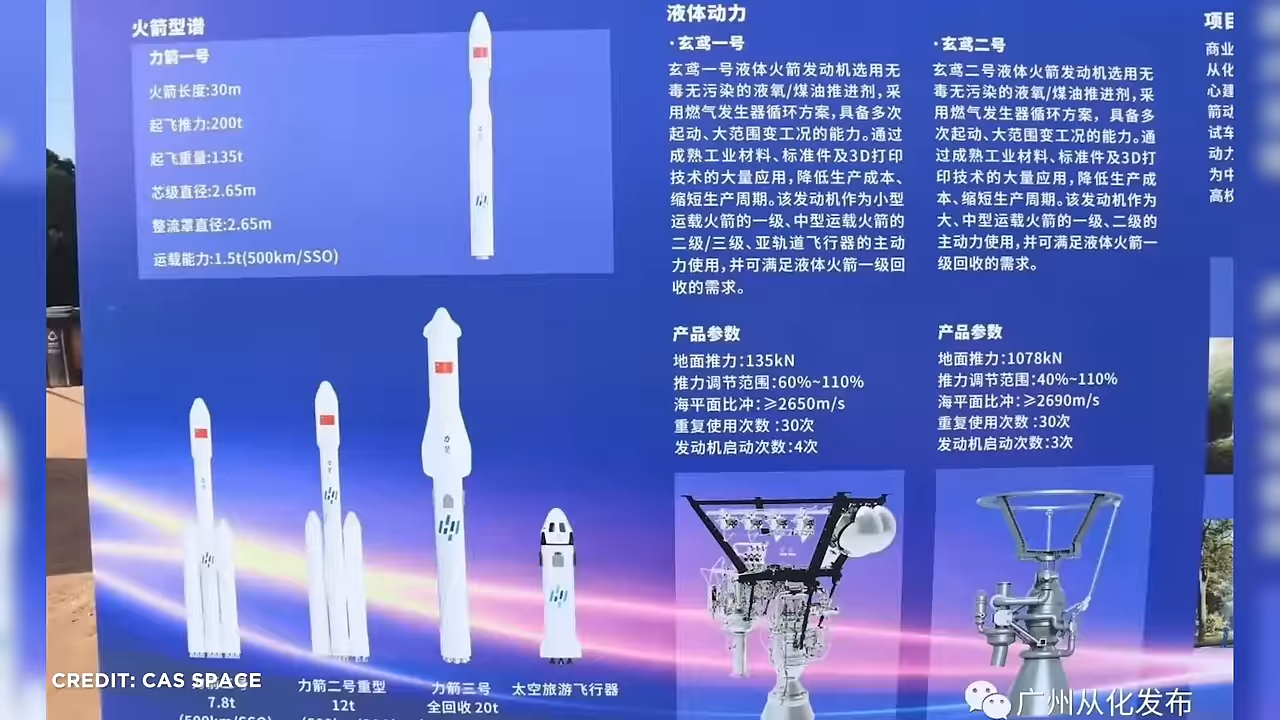 火箭型谱
力箭一号
火箭长度:30m
起飞推力:200t
起飞重量:135t
芯级直径:2.65m
整流罩直径:2.65m
运载能力:1.5t(500km/SSO)
7.8t
(500km/SSO)
力箭二号重型
12t
力箭三号
全回收 20t
太空旅游飞行器
液体动力
·玄鸢一号
玄鸢一号液体火箭发动机选用无
毒无污染的液氧/煤油推进剂,采
用燃气发生器循环方案,具备多次
起动、大范围变工况的能力。通过
成熟工业材料、标准件及3D打印
技术的大量应用,降低生产成本、
缩短生产周期。该发动机作为小型
运载火箭的一级、中型运载火箭的
二级/三级、亚轨道飞行器的主动
力使用,并可满足液体火箭一级回
收的需求。
产品参数
地面推力:135kN
推力调节范围:60%~110%
海平面比冲:≥2650m/s
重复使用次数:30次
发动机启动次数:4次
·玄鸢二号
玄鸢二号液体火箭发动机选用无
毒无污染的液氧/煤油推进剂,采
用燃气发生器循环方案，具备多
次起动、大范围变工况的能力。通
过成熟工业材料、标准件及3D打
印技术的大量应用,降低生产成
本、缩短生产周期。该发动机作为
大、中型运载火箭的一级、二级的
主动力使用,并可满足液体火箭一
级回收的需求。
产品参数
地面推力:1078kN
推力调节范围:40%~110%
海平面比冲:≥2690m/s
重复使用次数:30次
发动机启动次数:3次
项目
商业
从化
心建
箭动
试车
动力
为中
高校
CREDIT: CAS SPACE
广州从化发布